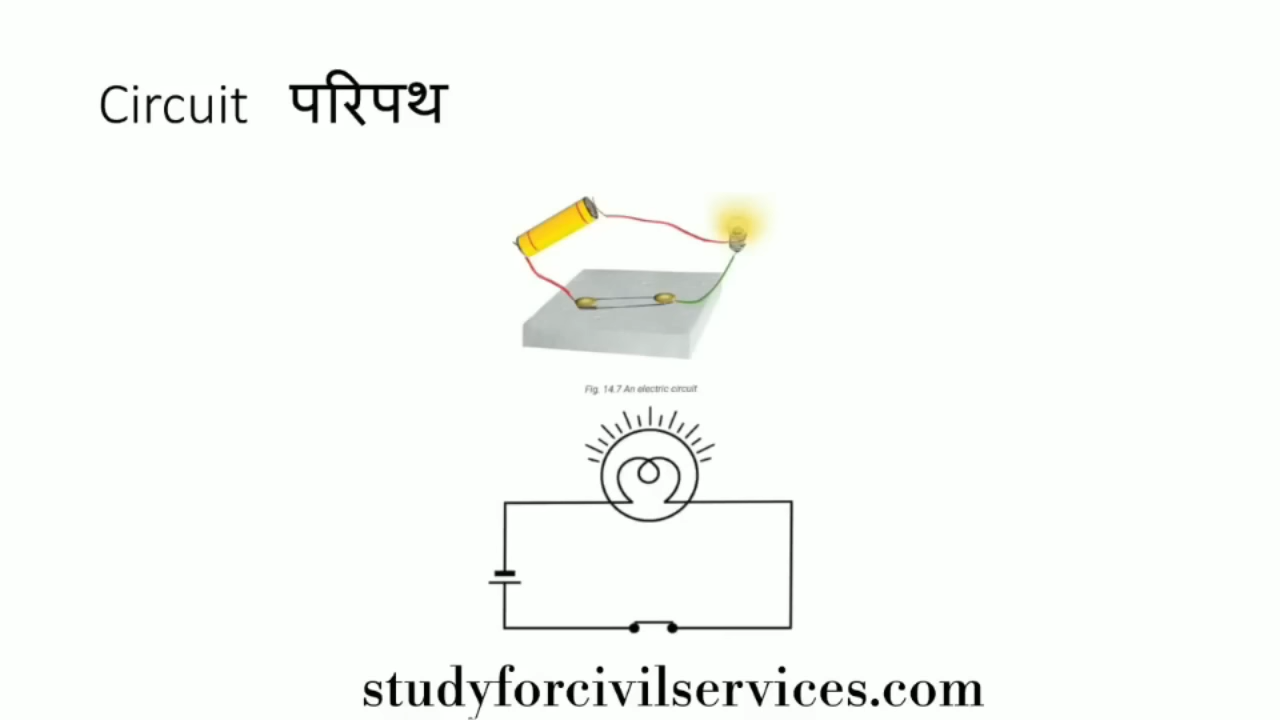 Circuit परिपथ
Fig. 14.7 An electric circuit
studyforcivilservices.com